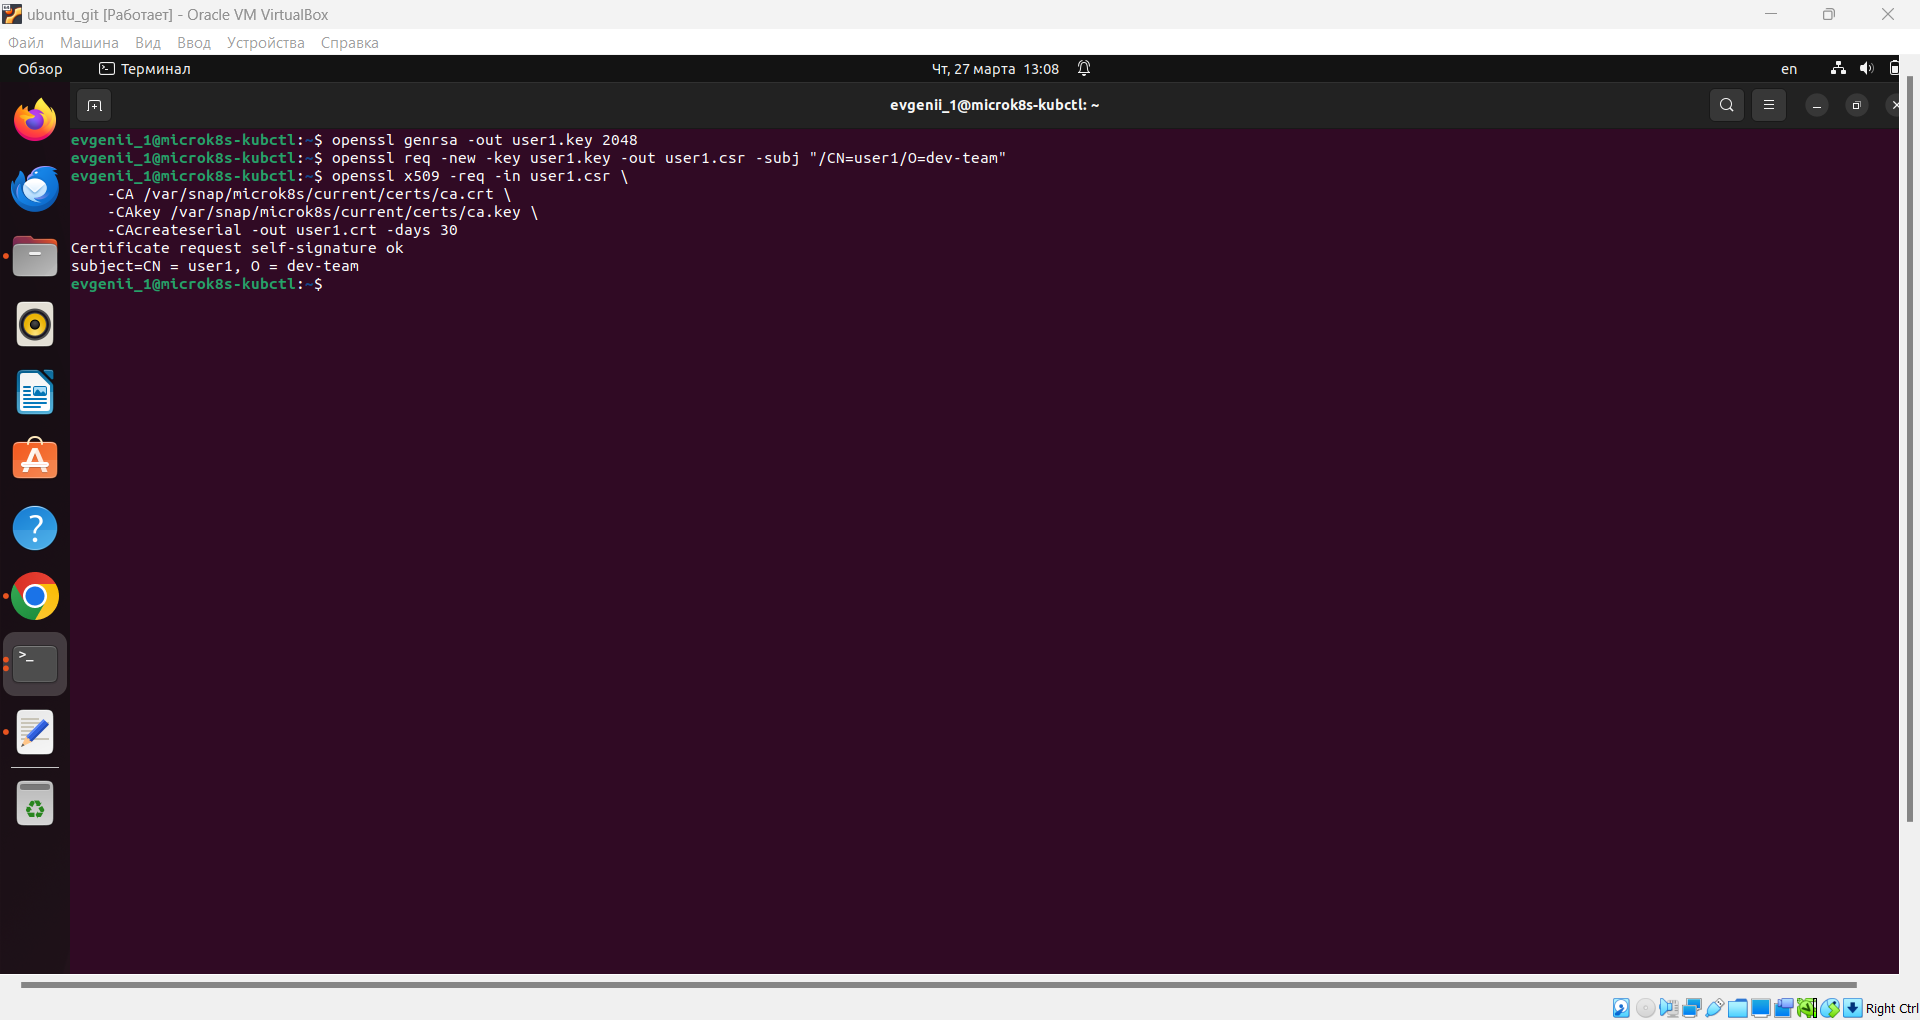 ubuntu_git [Работает] - Oracle VM VirtualBox
Файл Машина Вид Ввод Устройства Справка
Обзор Терминал Чт, 27 марта 13:08 en
evgenii_1@microk8s-kubctl: ~
evgenii_1@microk8s-kubctl:~$ openssl genrsa -out user1.key 2048
evgenii_1@microk8s-kubctl:~$ openssl req -new -key user1.key -out user1.csr -subj "/CN=user1/O=dev-team"
evgenii_1@microk8s-kubctl:~$ openssl x509 -req -in user1.csr \
    -CA /var/snap/microk8s/current/certs/ca.crt \
    -CAkey /var/snap/microk8s/current/certs/ca.key \
    -CAcreateserial -out user1.crt -days 30
Certificate request self-signature ok
subject=CN = user1, O = dev-team
evgenii_1@microk8s-kubctl:~$
Right Ctrl